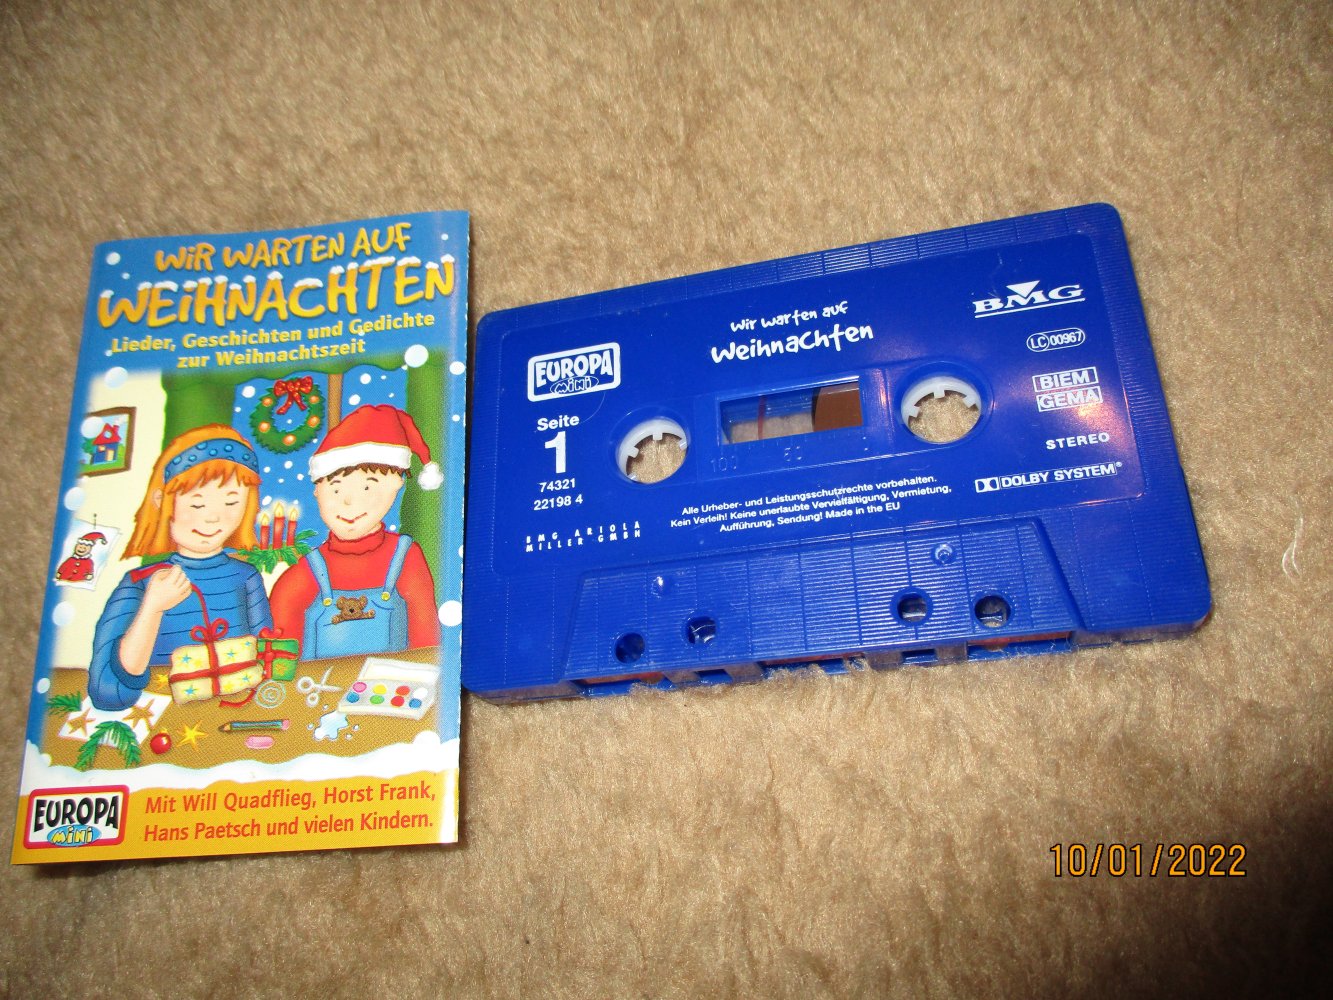 WIR WARTEN AUF
WEIHNACHTEN
Lieder, Geschichten und Gedichte
zur Weihnachtszeit
EUROPA
MINI
Mit Will Quadflieg, Horst Frank,
Hans Paetsch und vielen Kindern.
Wir warten auf
Weihnachten
EUROPA
MINI
Seite
1
74321
22198 4
BMG ARIOLA
MILLER GMBH
BMG
LC 00967
BIEM
GEMA
STEREO
DOLBY SYSTEM®
100 50 0
Alle Urheber- und Leistungsschutzrechte vorbehalten.
Kein Verleih! Keine unerlaubte Vervielfältigung, Vermietung,
Aufführung, Sendung! Made in the EU
10/01/2022